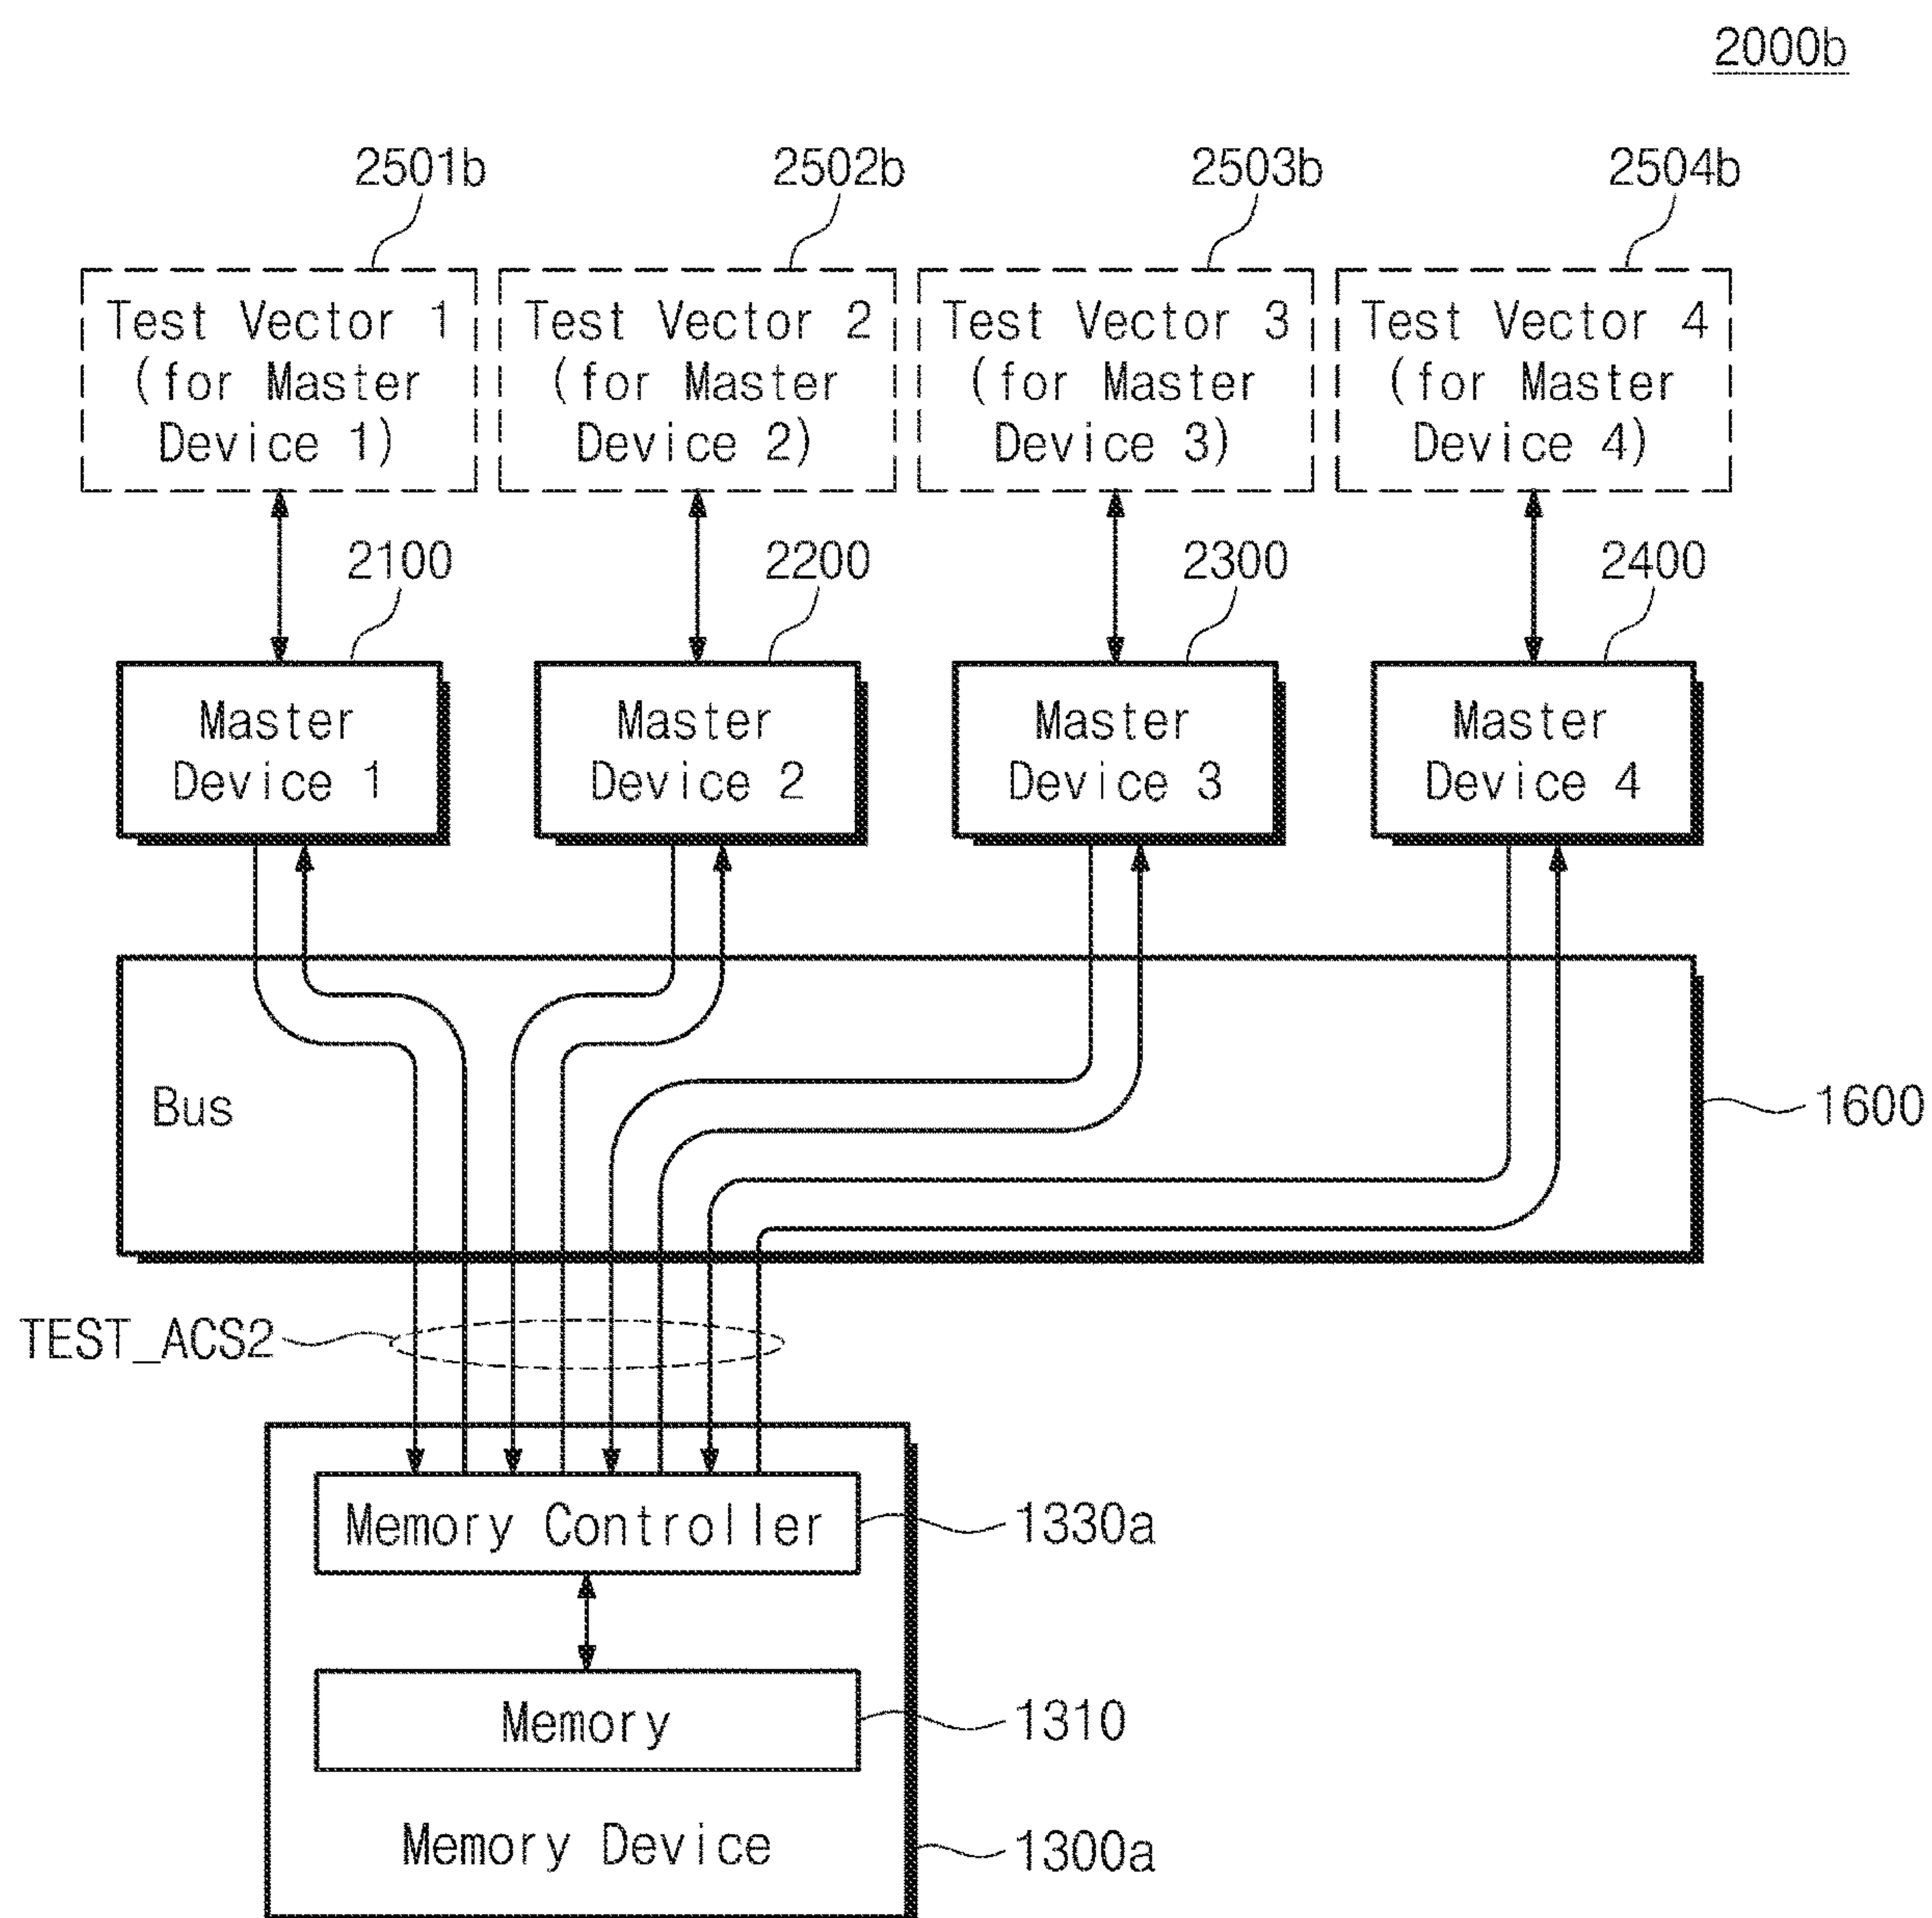 2000b
2501b
2502b
2503b
2504b
Test Vector 1
(for Master
Device 1)
Test Vector 2
(for Master
Device 2)
Test Vector 3
(for Master
Device 3)
Test Vector 4
(for Master
Device 4)
2100
2200
2300
2400
Master
Device 1
Master
Device 2
Master
Device 3
Master
Device 4
Bus
1600
TEST_ACS2
Memory Controller
1330a
Memory
1310
Memory Device
1300a